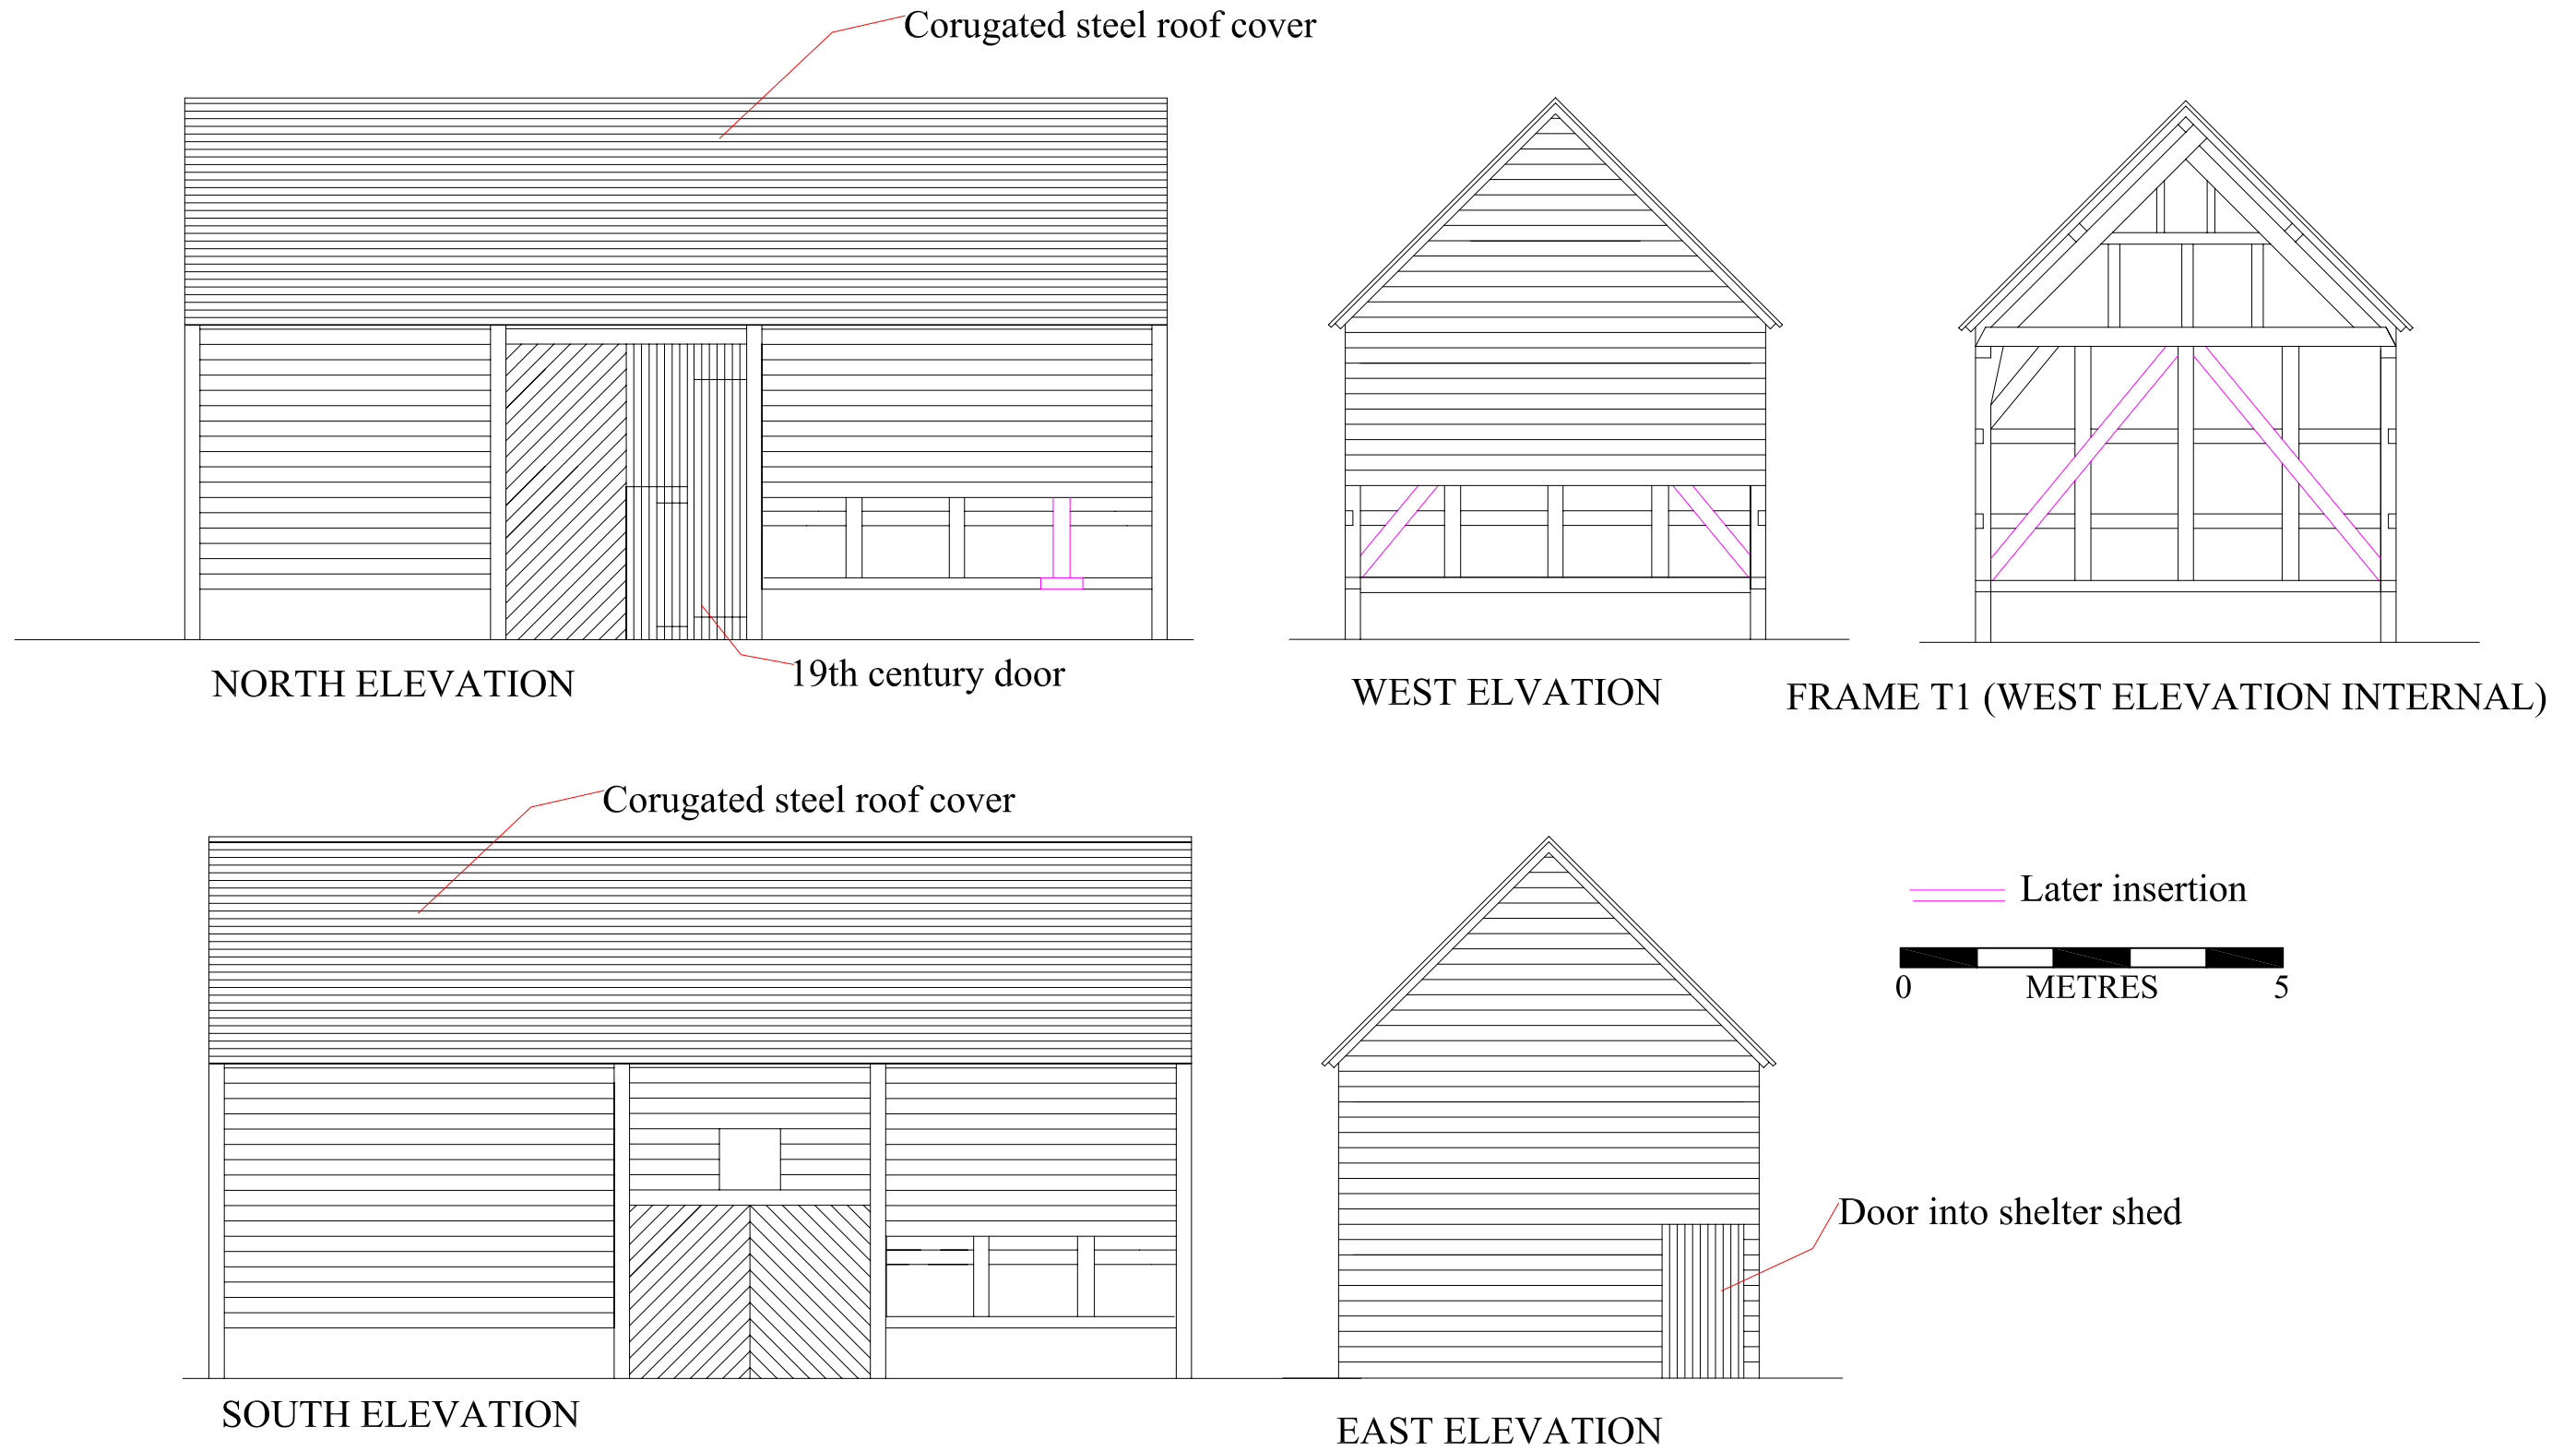 Corugated steel roof cover
19th century door
NORTH ELEVATION
WEST ELVATION
FRAME T1 (WEST ELEVATION INTERNAL)
Corugated steel roof cover
Later insertion
0 METRES 5
Door into shelter shed
SOUTH ELEVATION
EAST ELEVATION